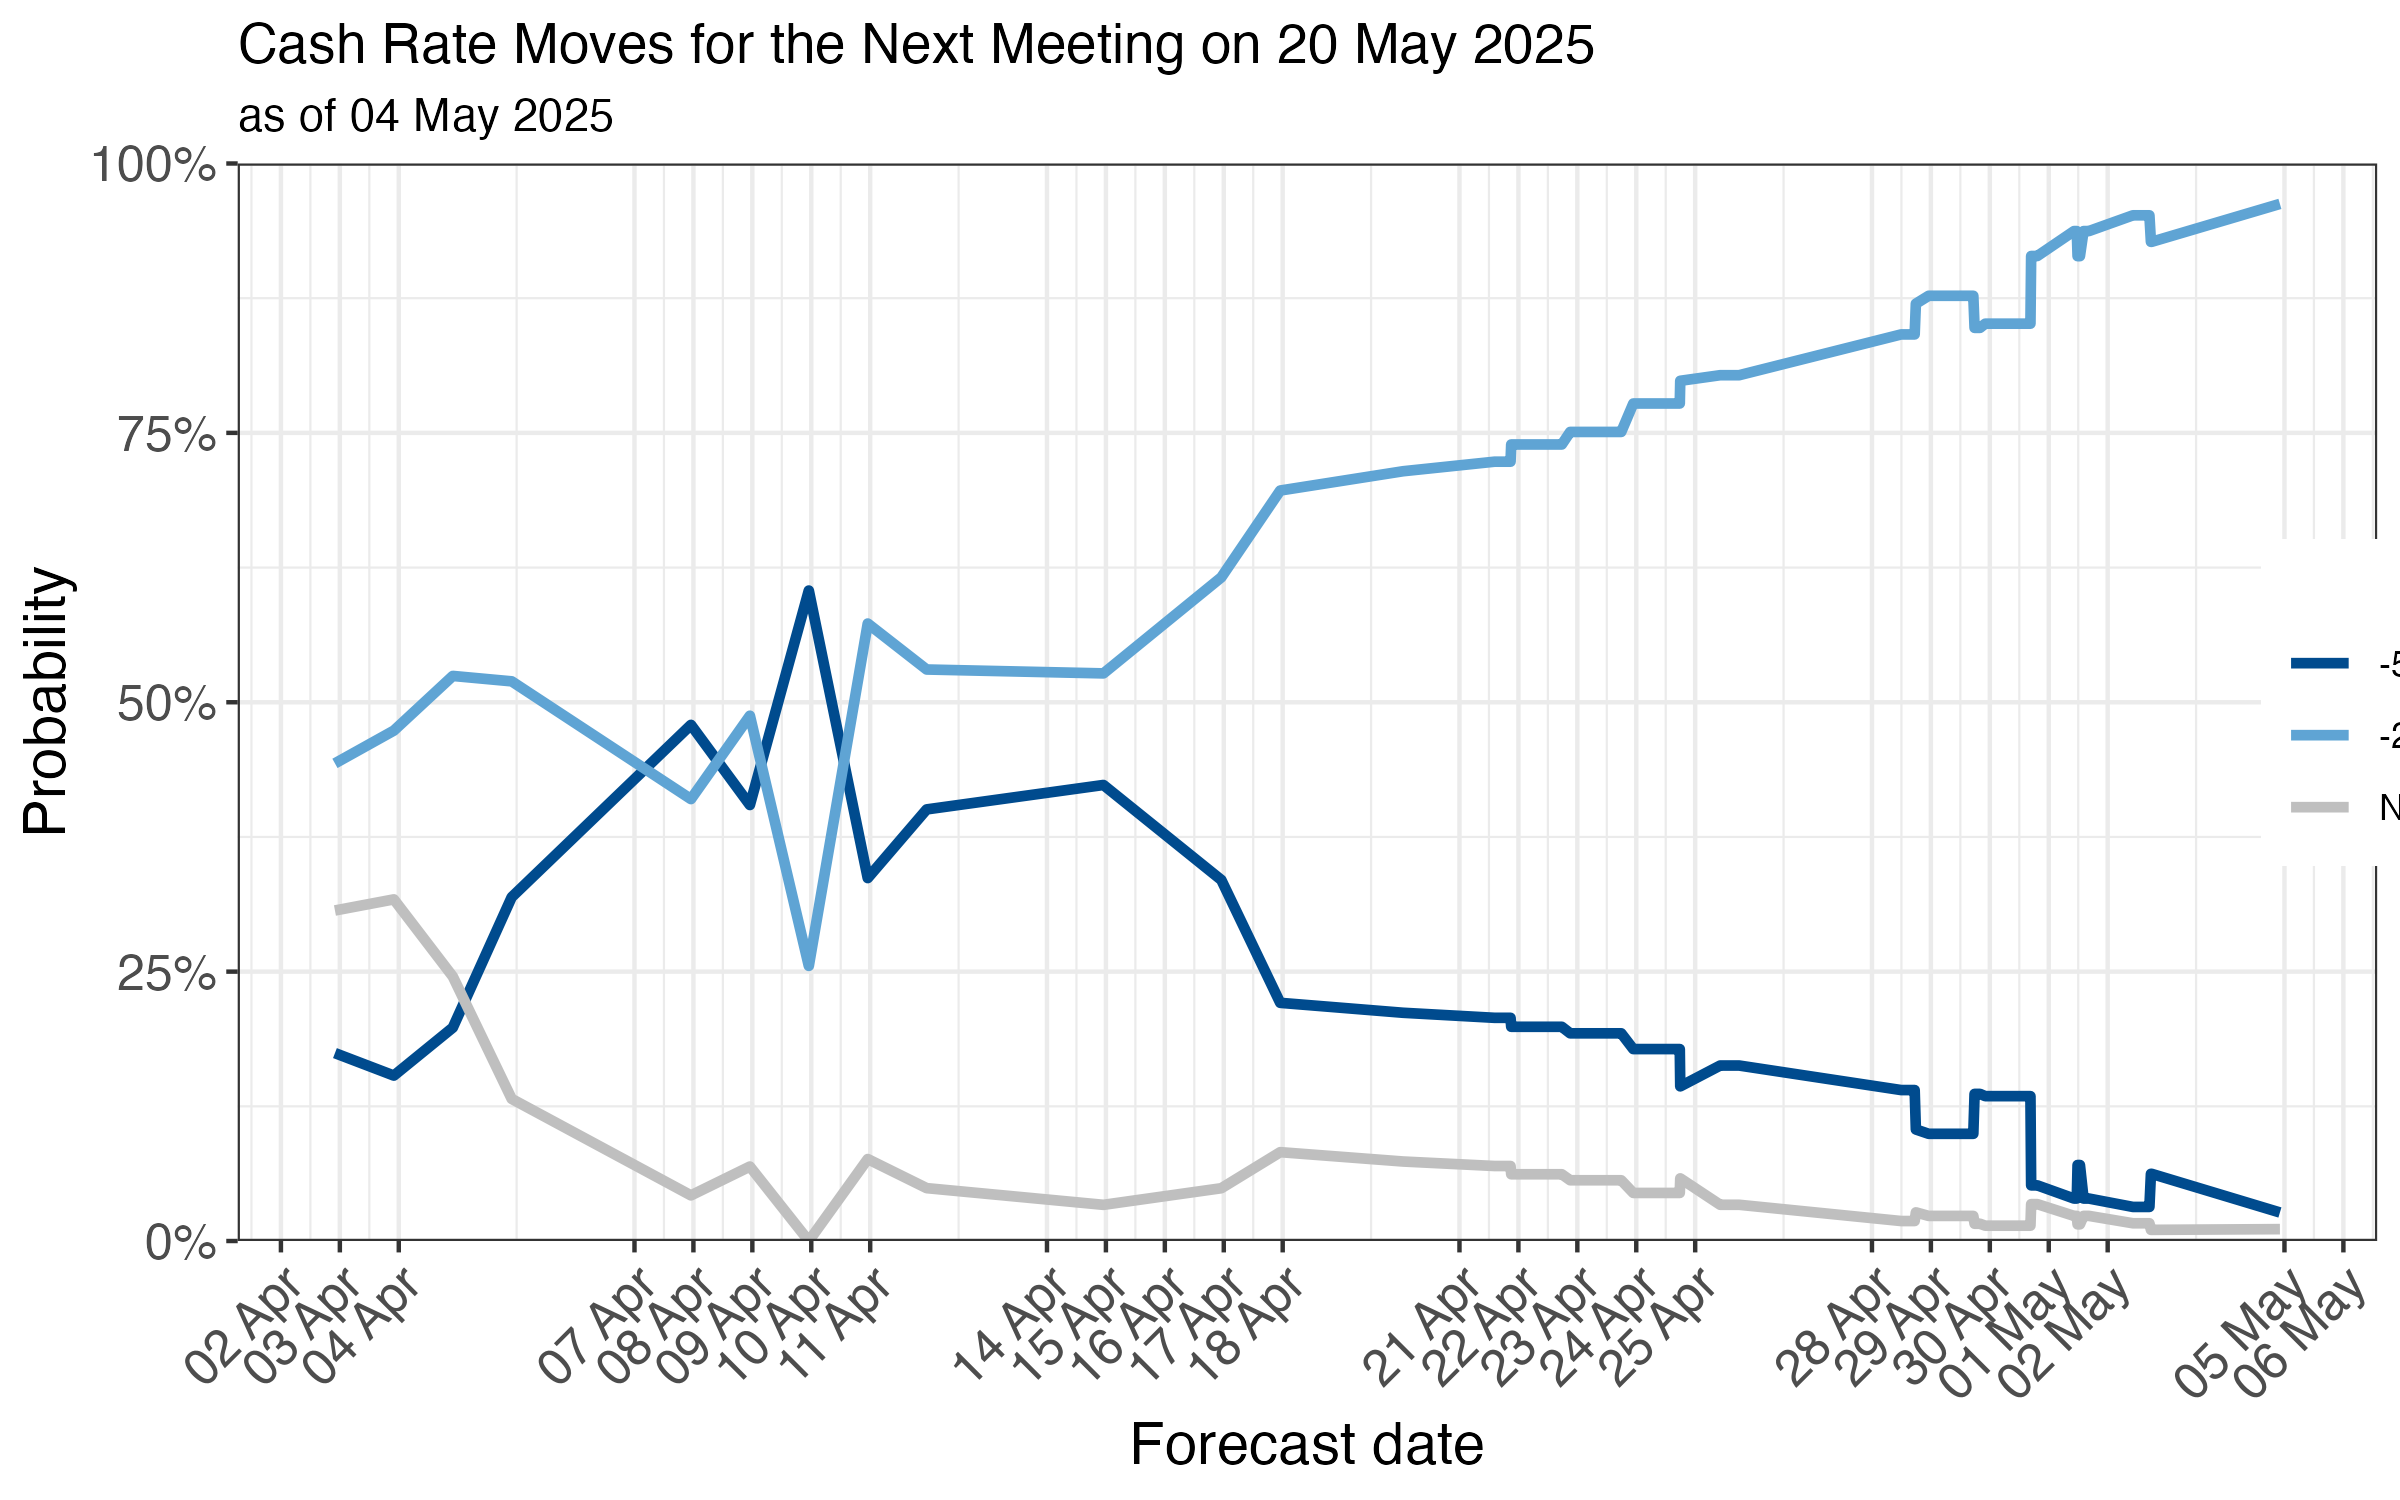 Cash Rate Moves for the Next Meeting on 20 May 2025
as of 04 May 2025
100%
75%
50%
25%
0%
Probability
-5
-2
N
02 Apr
03 Apr
04 Apr
07 Apr
08 Apr
09 Apr
10 Apr
11 Apr
14 Apr
15 Apr
16 Apr
17 Apr
18 Apr
21 Apr
22 Apr
23 Apr
24 Apr
25 Apr
28 Apr
29 Apr
30 Apr
01 May
02 May
05 May
06 May
Forecast date